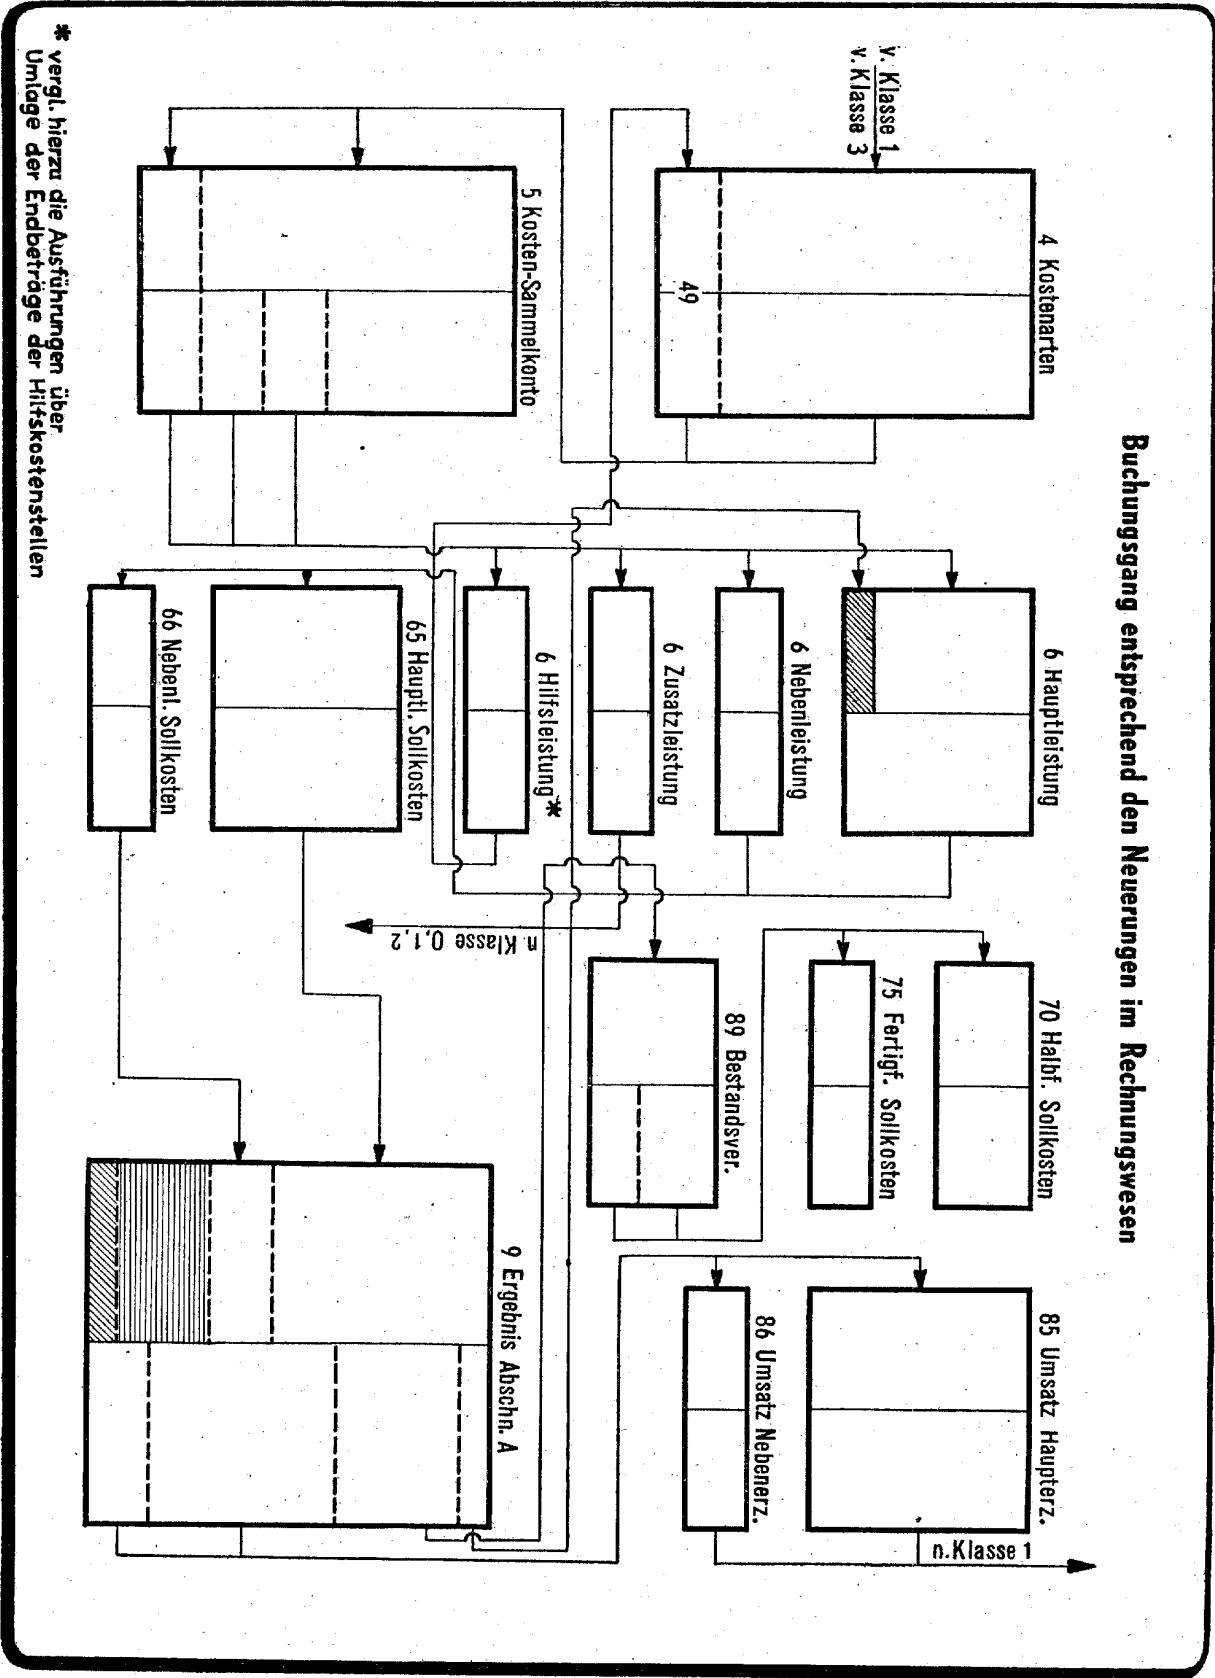 Buchungsgang entsprechend den Neuerungen im Rechnungswesen
v. Klasse 1
v. Klasse 3
4 Kostenarten
49
5 Kosten-Sammelkonto
6 Hauptleistung
6 Nebenleistung
6 Zusatzleistung
6 Hilfsleistung*
65 Hauptl. Sollkosten
66 Nebenl. Sollkosten
n. Klasse 0,1,2
70 Halbf. Sollkosten
75 Fertigf. Sollkosten
89 Bestandsver.
85 Umsatz Haupterz.
86 Umsatz Nebenerz.
n. Klasse 1
9 Ergebnis Abschn. A
* vergl. hierzu die Ausführungen über
Umlage der Endbeträge der Hilfskostenstellen